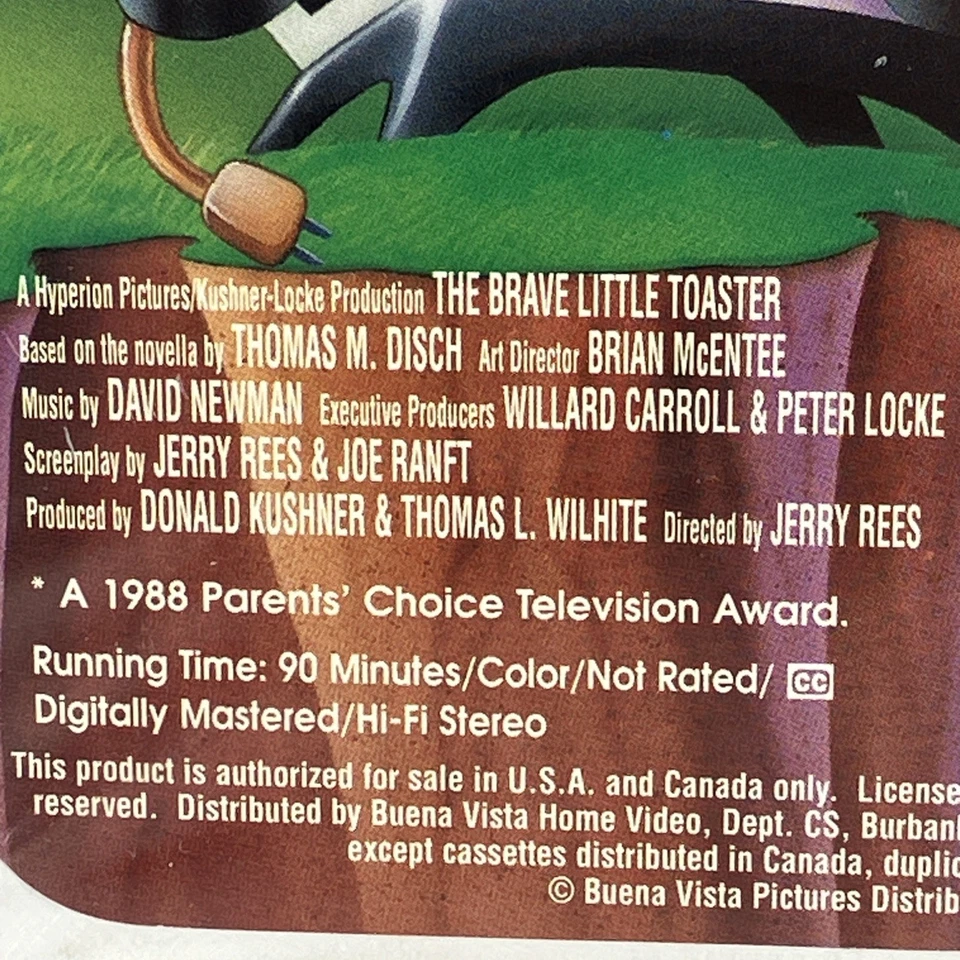 A Hyperion Pictures/Kushner-Locke Production THE BRAVE LITTLE TOASTER
Based on the novella by THOMAS M. DISCH Art Director BRIAN McENTEE
Music by DAVID NEWMAN Executive Producers WILLARD CARROLL & PETER LOCKE
Screenplay by JERRY REES & JOE RANFT
Produced by DONALD KUSHNER & THOMAS L. WILHITE Directed by JERRY REES
* A 1988 Parents' Choice Television Award.
Running Time: 90 Minutes/Color/Not Rated/ CC
Digitally Mastered/Hi-Fi Stereo
This product is authorized for sale in U.S.A. and Canada only. License
reserved. Distributed by Buena Vista Home Video, Dept. CS, Burban
except cassettes distributed in Canada, duplic
© Buena Vista Pictures Distrib